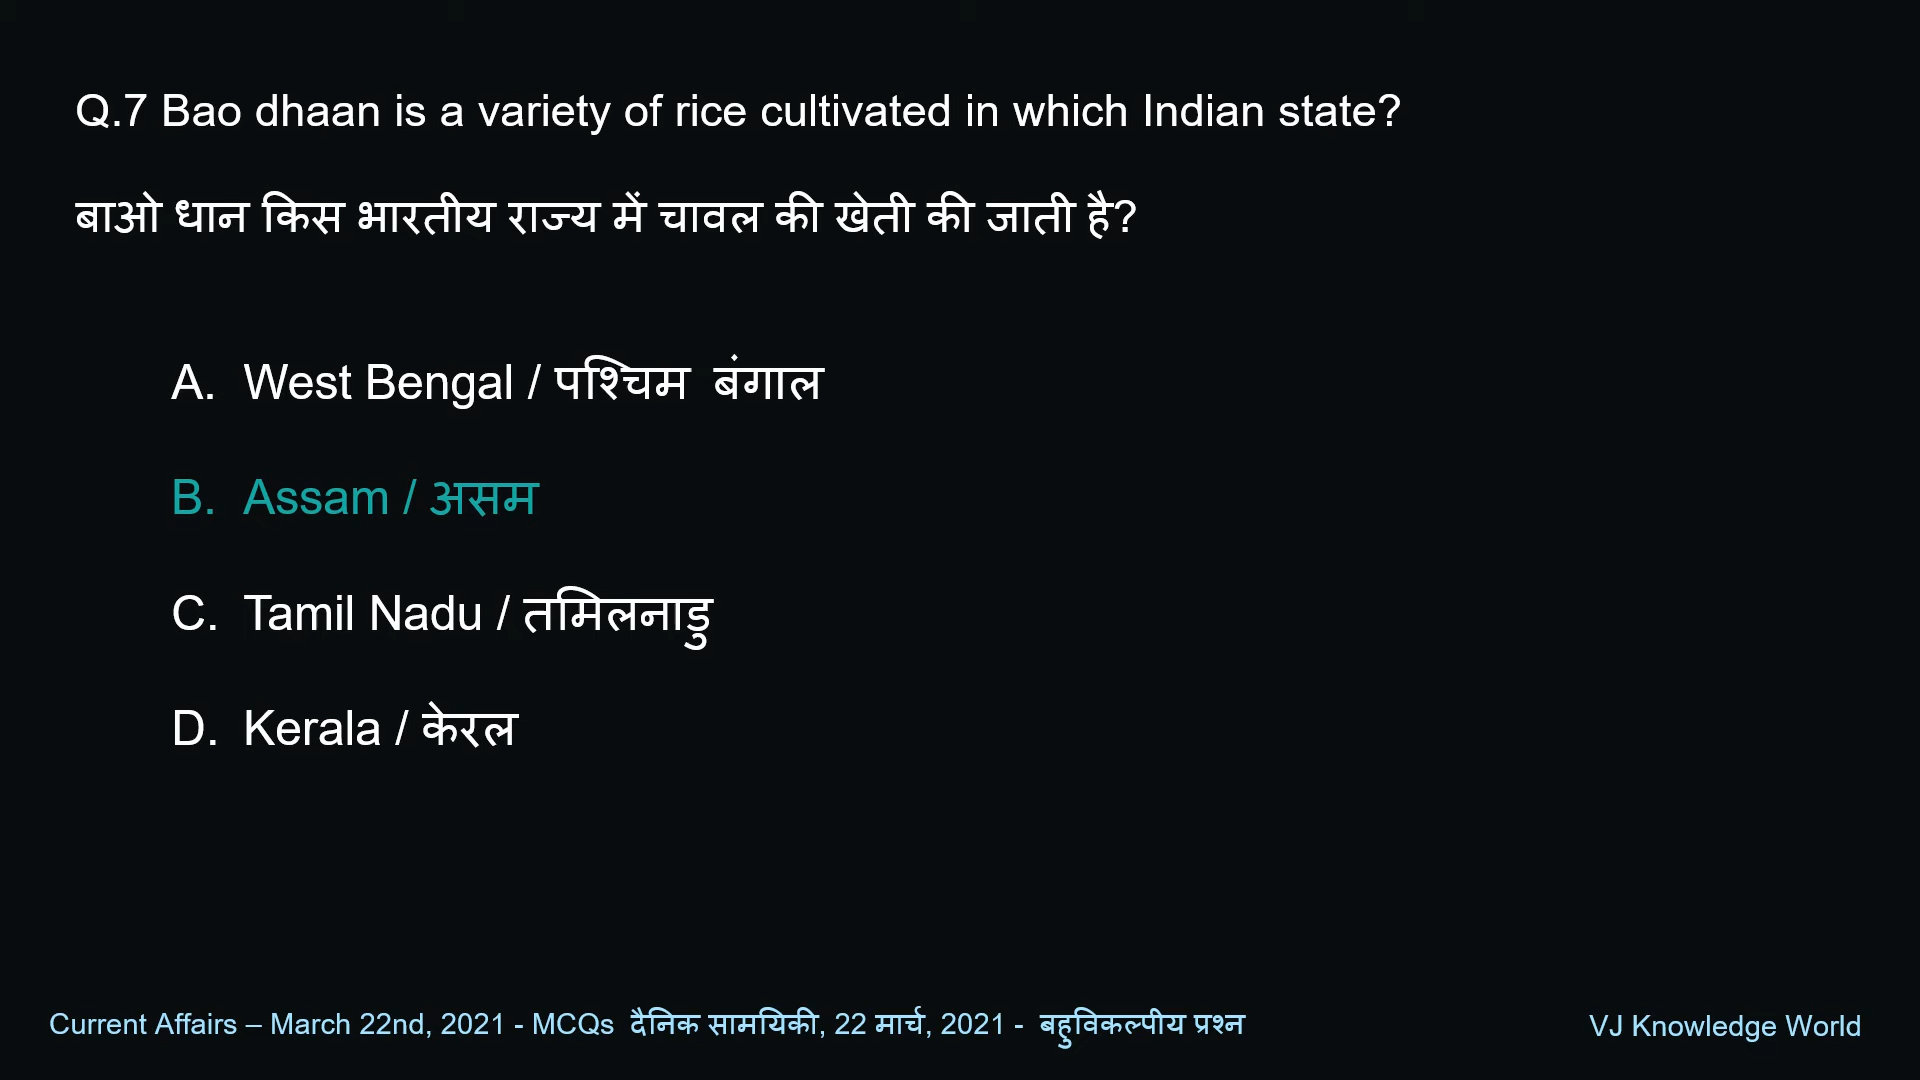 Q.7 Bao dhaan is a variety of rice cultivated in which Indian state?
बाओ धान किस भारतीय राज्य में चावल की खेती की जाती है?
A. West Bengal / पश्चिम बंगाल
B. Assam / असम
C. Tamil Nadu / तमिलनाडु
D. Kerala / केरल
Current Affairs – March 22nd, 2021 - MCQs दैनिक सामयिकी, 22 मार्च, 2021 - बहुविकल्पीय प्रश्न
VJ Knowledge World